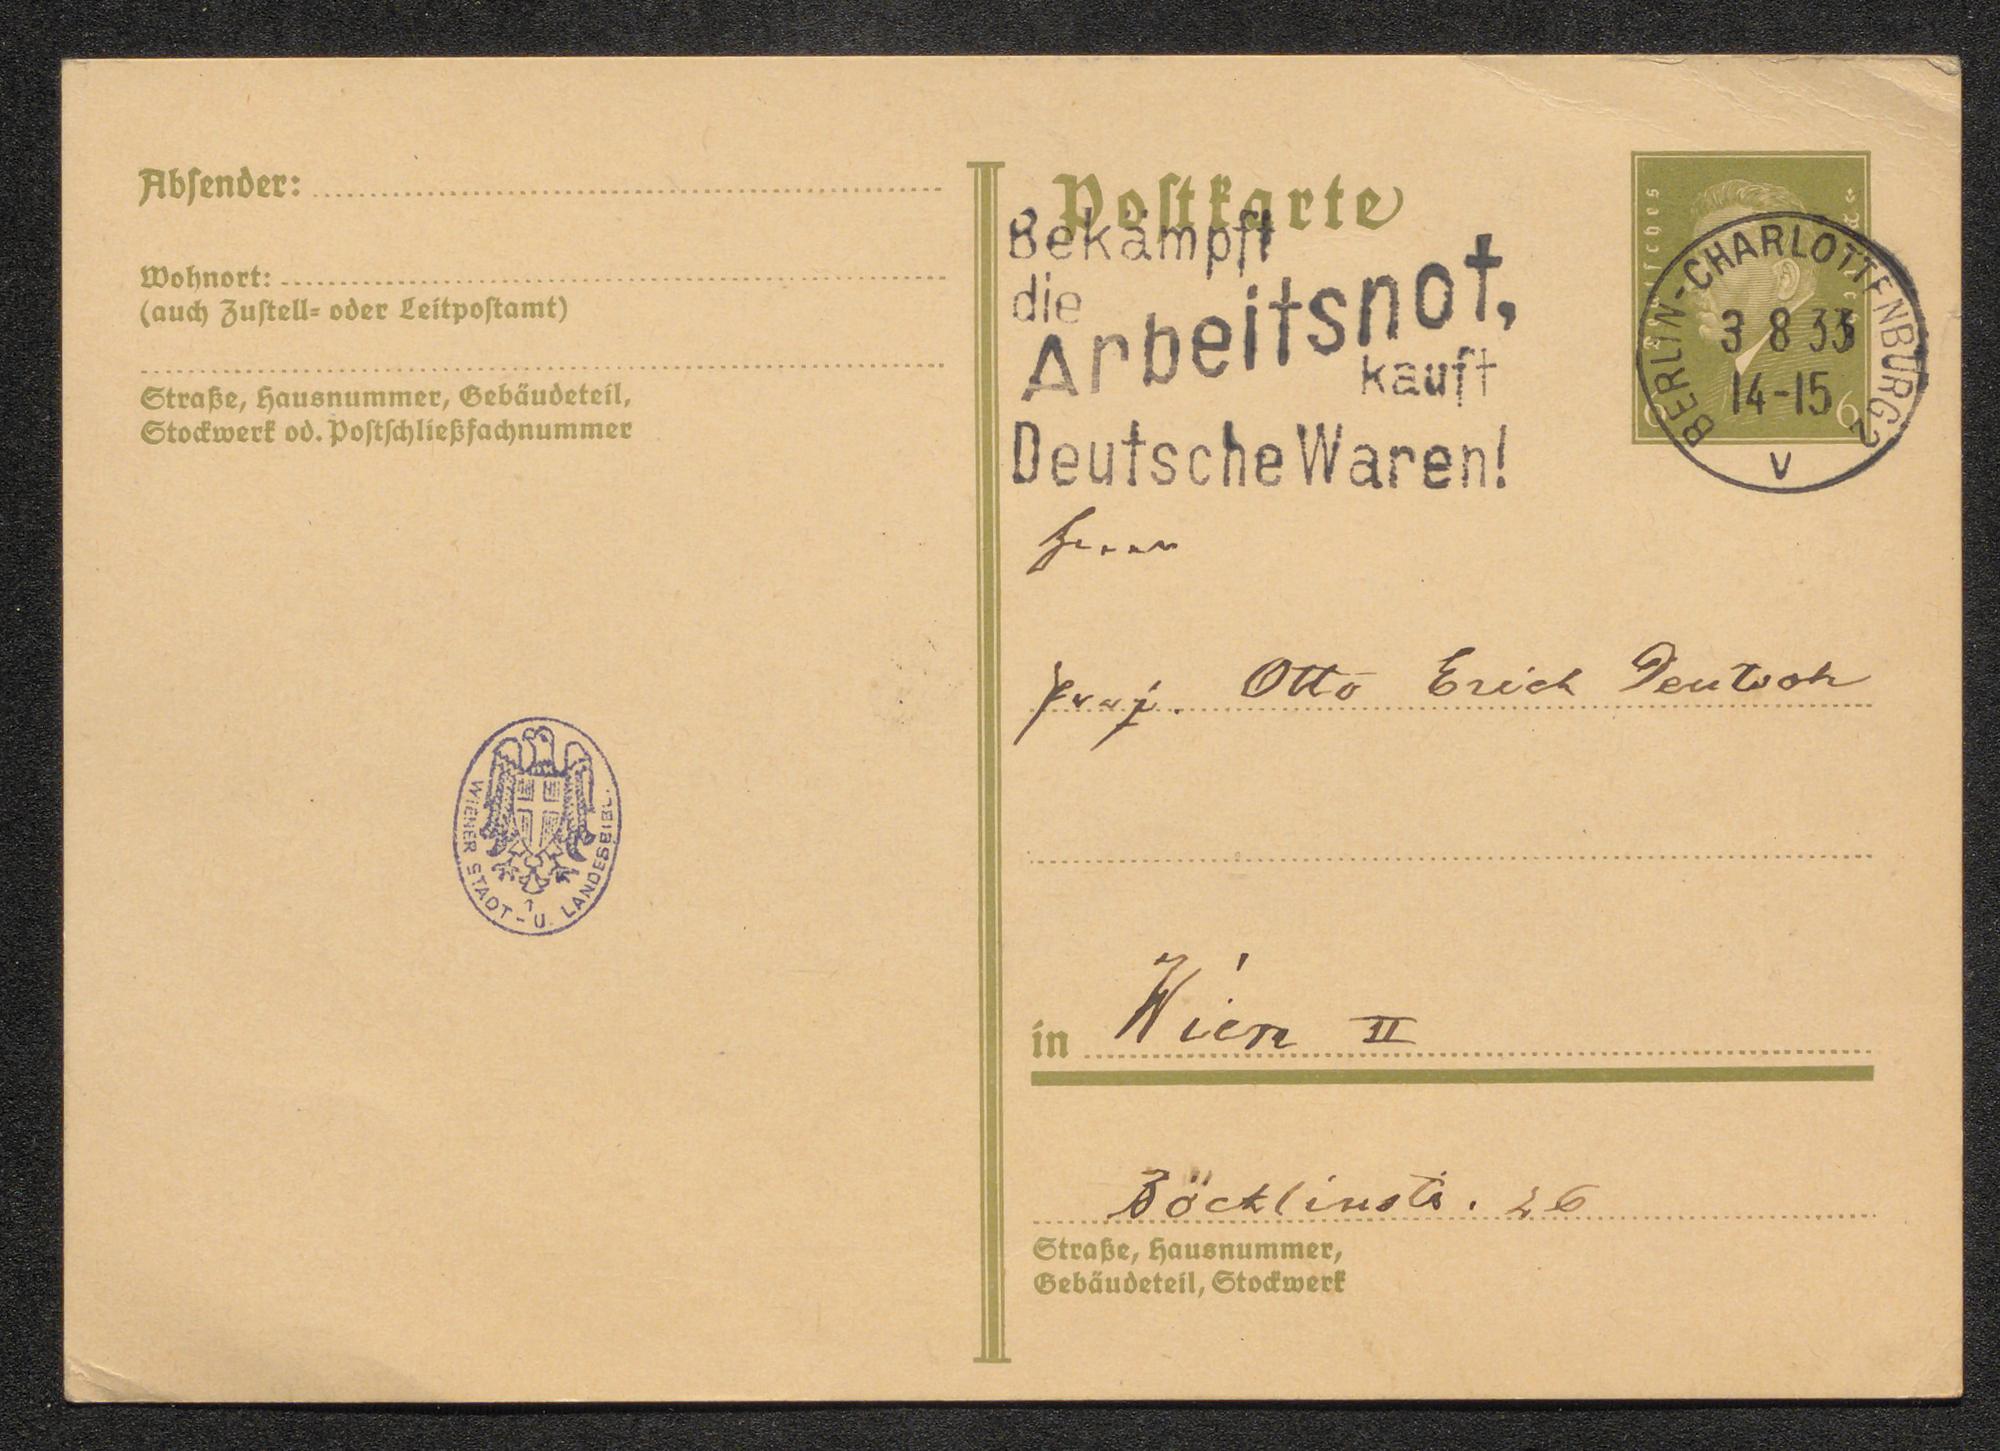 Absender:
Wohnort:
(auch Zustell- oder Leitpostamt)
Straße, Hausnummer, Gebäudeteil,
Stockwerk od. Postschließfachnummer
WIENER STADT-U. LANDESBIBL.
Postkarte
Bekämpft
die
Arbeitsnot,
kauft
Deutsche Waren!
BERLIN-CHARLOTTENBURG 2
3 8 33
14-15
v
6
Herrn
Prof. Otto Erich Deutsch
in Wien II
Böcklinstr. 26
Straße, Hausnummer,
Gebäudeteil, Stockwerk